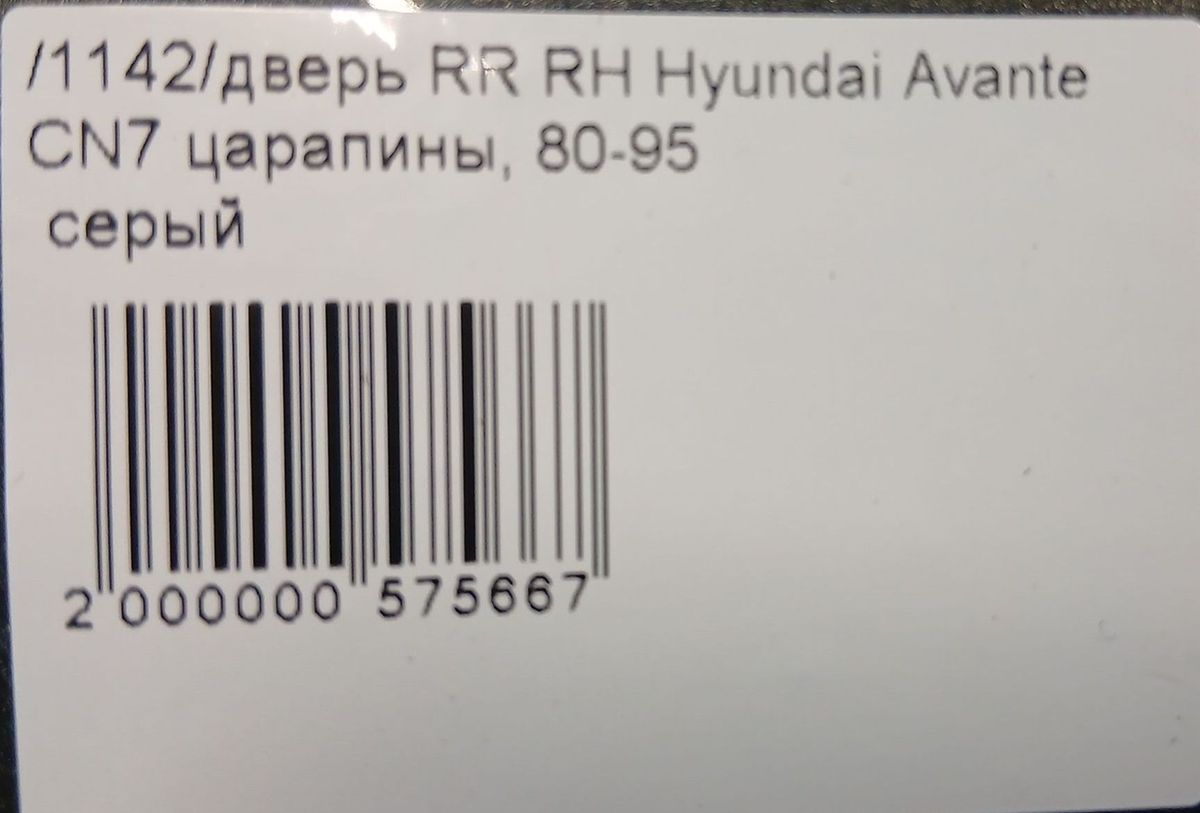 /1142/дверь RR RH Hyundai Avante
CN7 царапины, 80-95
серый
2 000000 575667